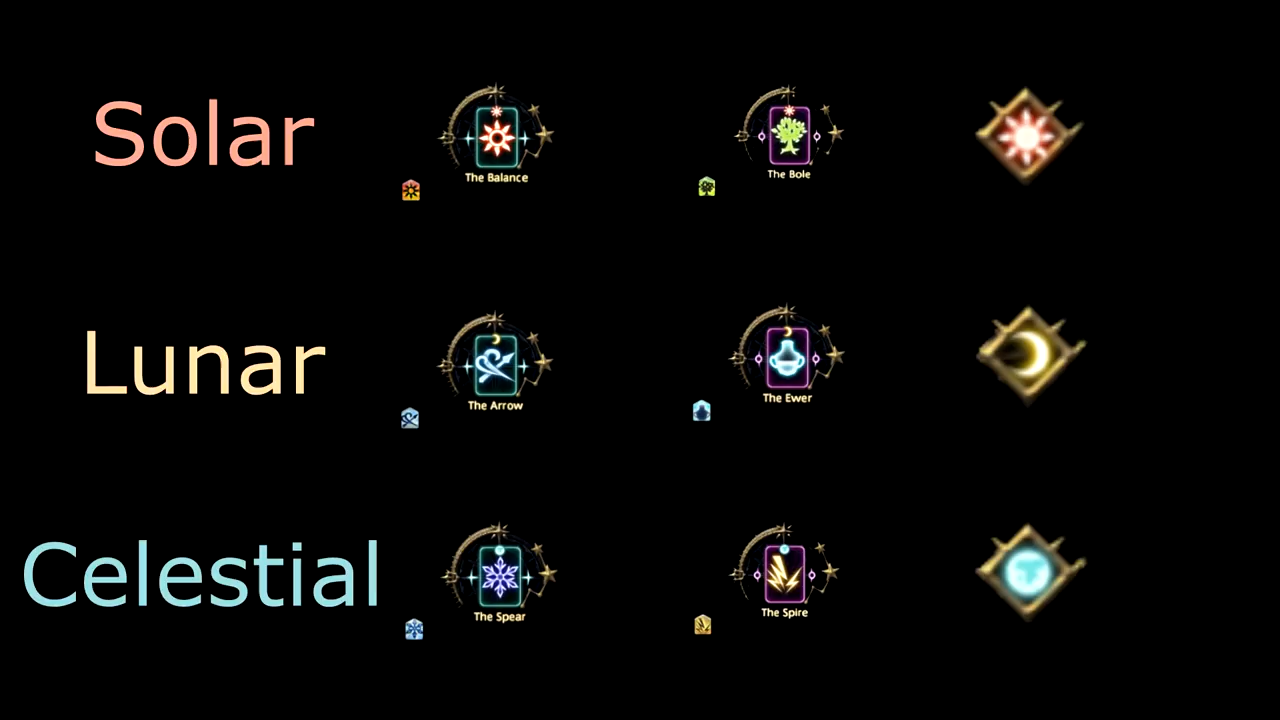 Solar
The Balance
The Bole
Lunar
The Arrow
The Ewer
Celestial
The Spear
The Spire